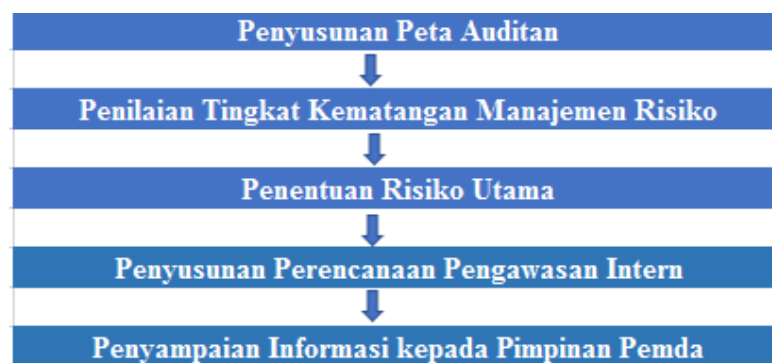 Penyusunan Peta Auditan
Penilaian Tingkat Kematangan Manajemen Risiko
Penentuan Risiko Utama
Penyusunan Perencanaan Pengawasan Intern
Penyampaian Informasi kepada Pimpinan Pemda